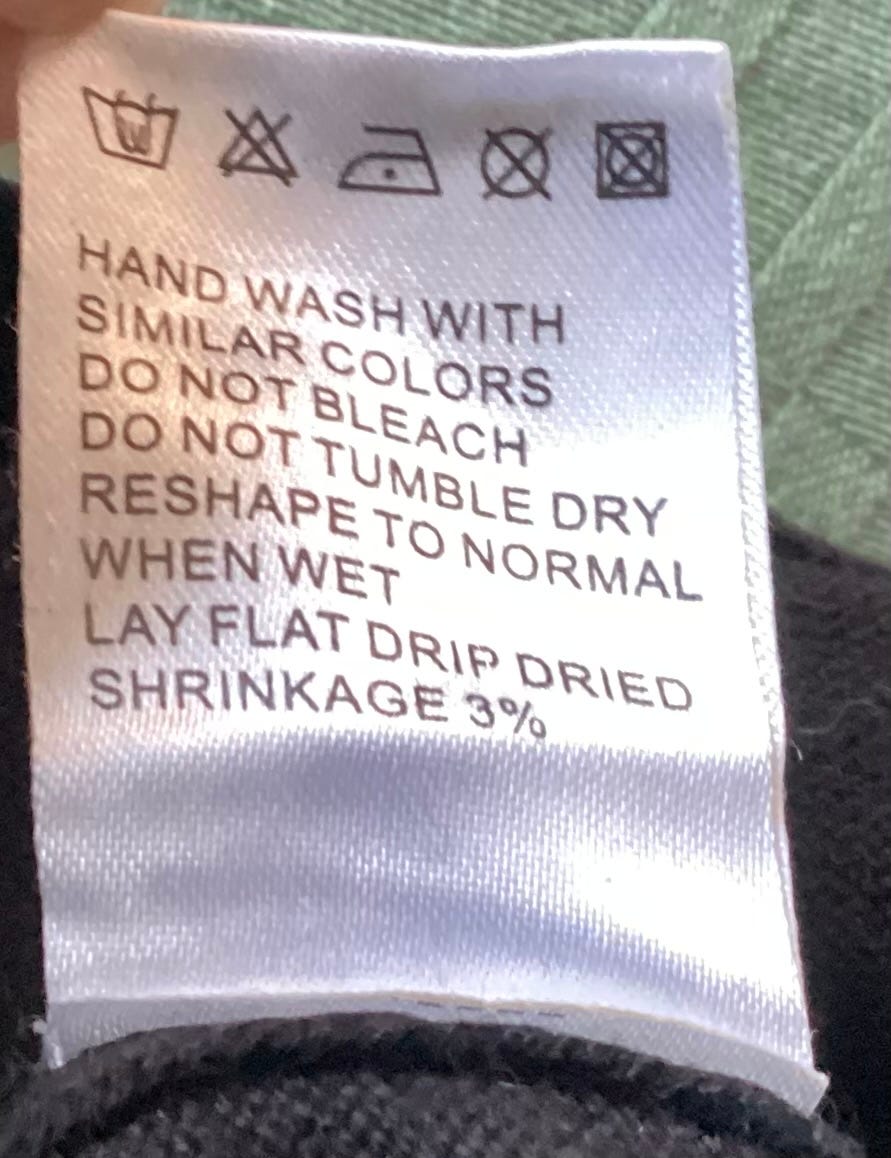 HAND WASH WITH
SIMILAR COLORS
DO NOT BLEACH
DO NOT TUMBLE DRY
RESHAPE TO NORMAL
WHEN WET
LAY FLAT DRIP DRIED
SHRINKAGE 3%